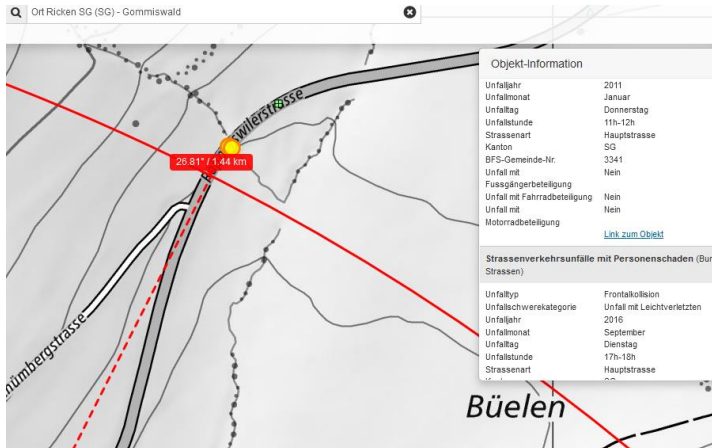 Ort Ricken SG (SG) - Gommiswald
Objekt-Information
Unfalljahr 2011
Unfallmonat Januar
Unfalltag Donnerstag
Unfallstunde 11h-12h
Strassenart Hauptstrasse
Kanton SG
BFS-Gemeinde-Nr. 3341
Unfall mit Nein
Fussgängerbeteiligung
Unfall mit Fahrradbeteiligung Nein
Unfall mit Nein
Motorradbeteiligung
Link zum Objekt
Strassenverkehrsunfälle mit Personenschaden (Bun
Strassen)
Unfalltyp Frontalkollision
Unfallschwerekategorie Unfall mit Leichtverletzten
Unfalljahr 2016
Unfallmonat September
Unfalltag Dienstag
Unfallstunde 17h-18h
Strassenart Hauptstrasse
swilerstrasse
26.81° / 1.44 km
nümbergstrasse
Büelen